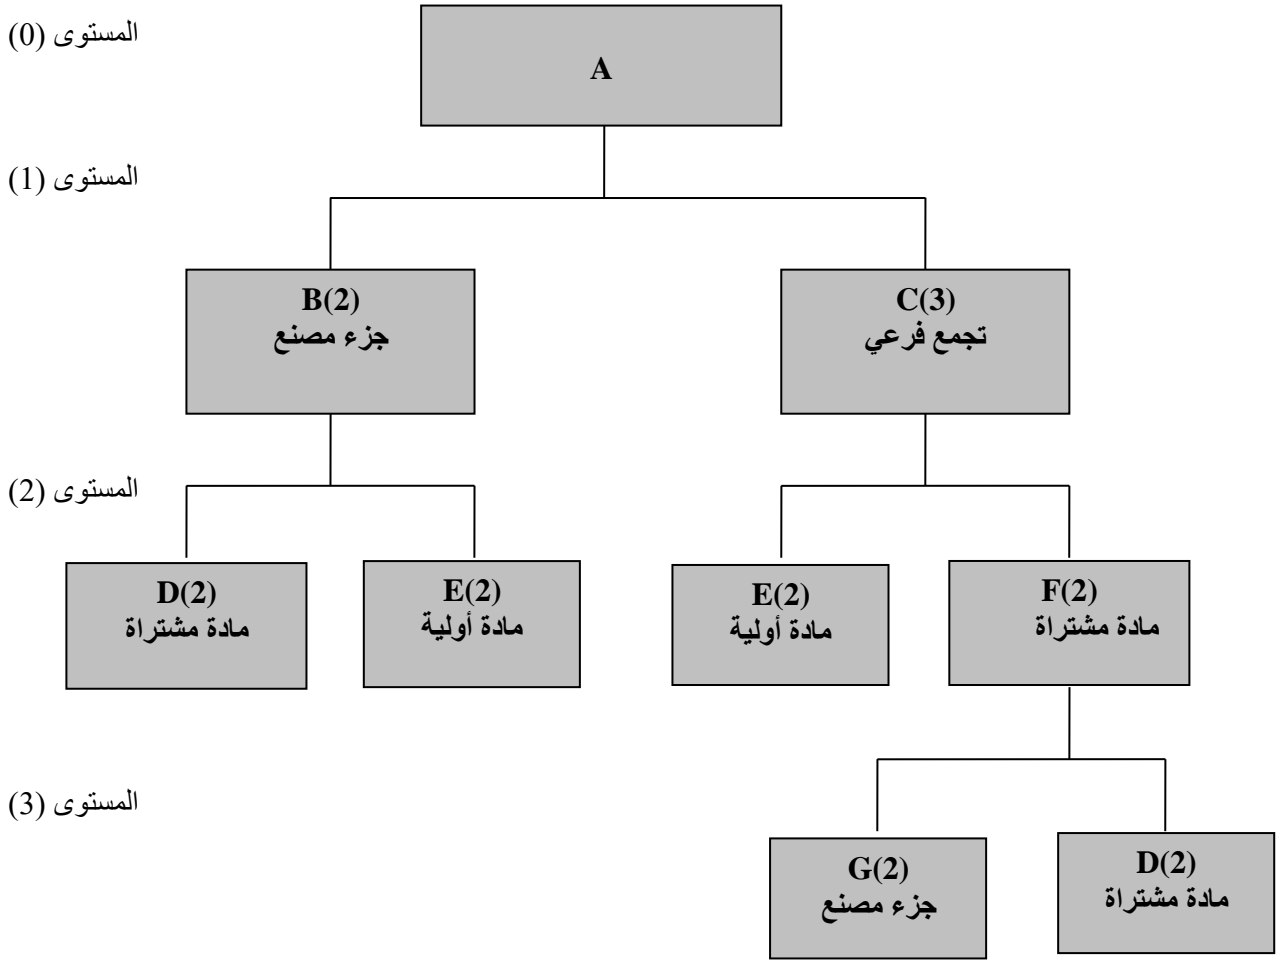 المستوى (0)
A
المستوى (1)
B(2)
جزء مصنع
C(3)
تجمع فرعي
المستوى (2)
D(2)
مادة مشتراة
E(2)
مادة أولية
E(2)
مادة أولية
F(2)
مادة مشتراة
المستوى (3)
G(2)
جزء مصنع
D(2)
مادة مشتراة